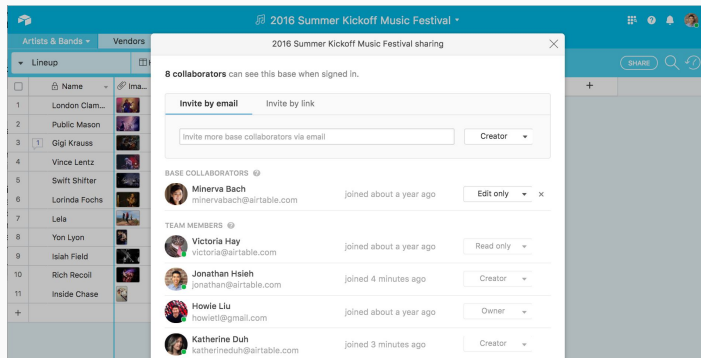 2016 Summer Kickoff Music Festival
Artists & Bands
Vendors
2016 Summer Kickoff Music Festival sharing
Lineup
SHARE
8 collaborators can see this base when signed in.
Name
Ima...
+
Invite by email
Invite by link
1 London Clam...
2 Public Mason
Invite more base collaborators via email
Creator
3 1 Gigi Krauss
4 Vince Lentz
BASE COLLABORATORS
5 Swift Shifter
Minerva Bach
joined about a year ago
Edit only
minervabach@airtable.com
6 Lorinda Fochs
7 Lela
TEAM MEMBERS
8 Yon Lyon
Victoria Hay
joined about a year ago
Read only
victoria@airtable.com
9 Isiah Field
10 Rich Recoil
Jonathan Hsieh
joined 4 minutes ago
Creator
jonathan@airtable.com
11 Inside Chase
+
Howie Liu
joined about a year ago
Owner
howietl@gmail.com
Katherine Duh
joined 3 minutes ago
Creator
katherineduh@airtable.com